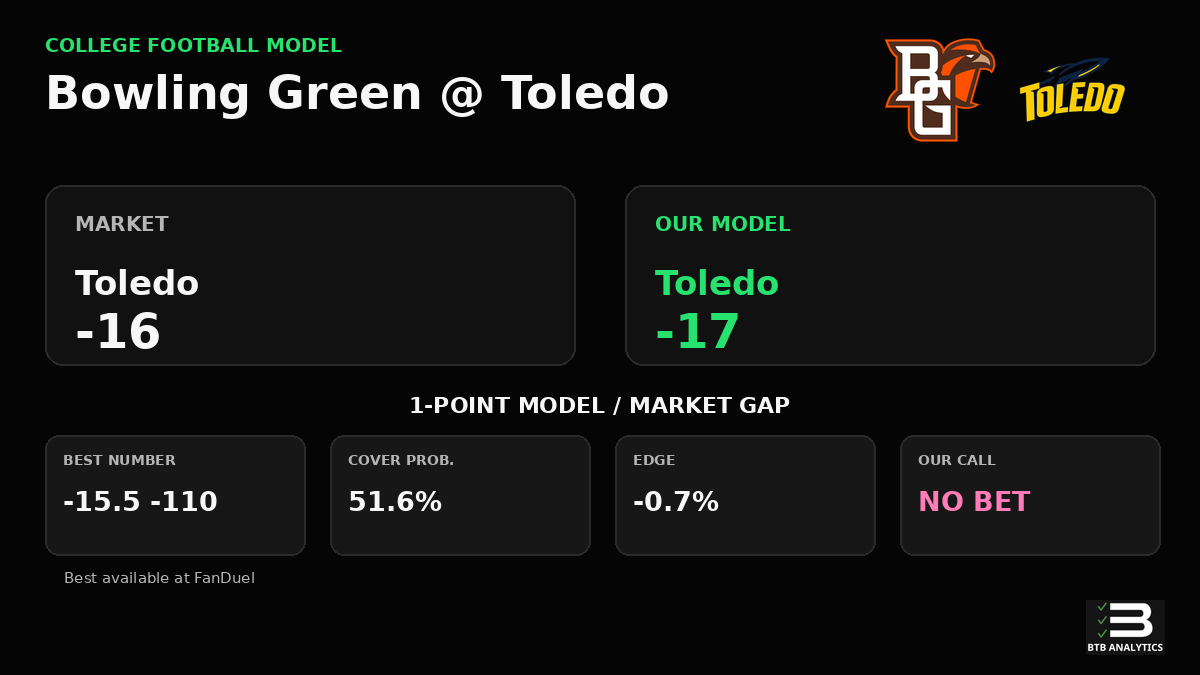 COLLEGE FOOTBALL MODEL
Bowling Green @ Toledo
BG
TOLEDO
MARKET
Toledo
-16
OUR MODEL
Toledo
-17
1-POINT MODEL / MARKET GAP
BEST NUMBER
-15.5 -110
COVER PROB.
51.6%
EDGE
-0.7%
OUR CALL
NO BET
Best available at FanDuel
B
BTB ANALYTICS